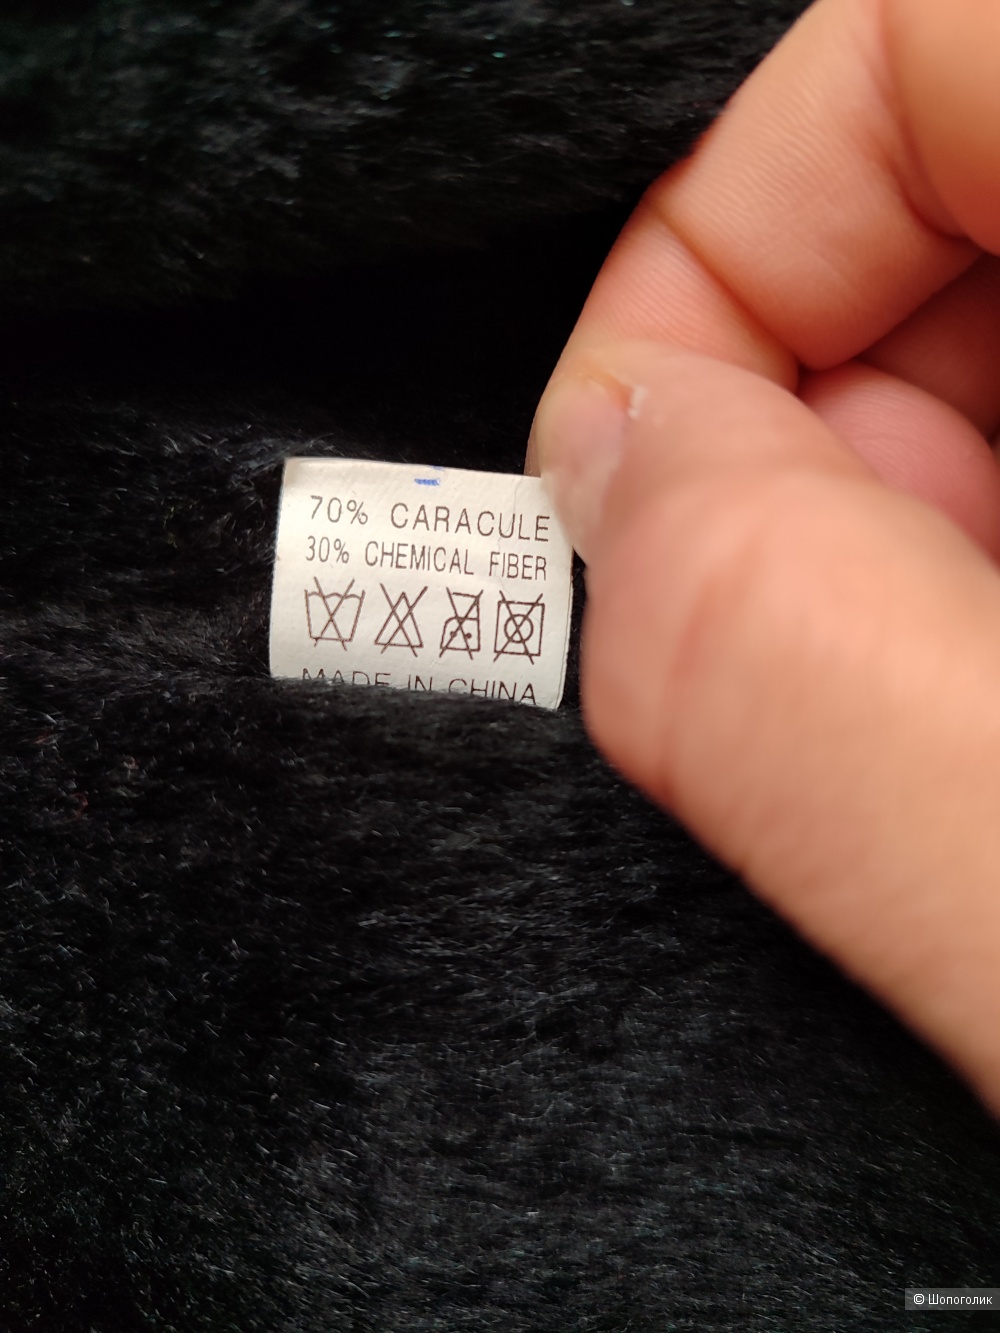 70% CARACULE
30% CHEMICAL FIBER
MADE IN CHINA
© Шопоголик